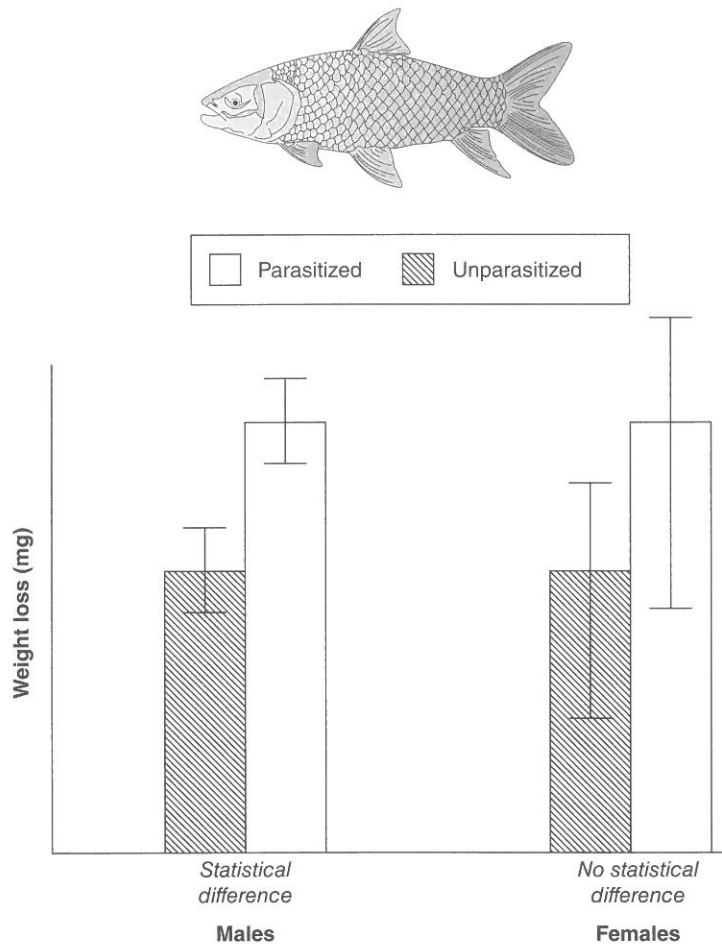 Parasitized
Unparasitized
Weight loss (mg)
Statistical
difference
No statistical
difference
Males
Females